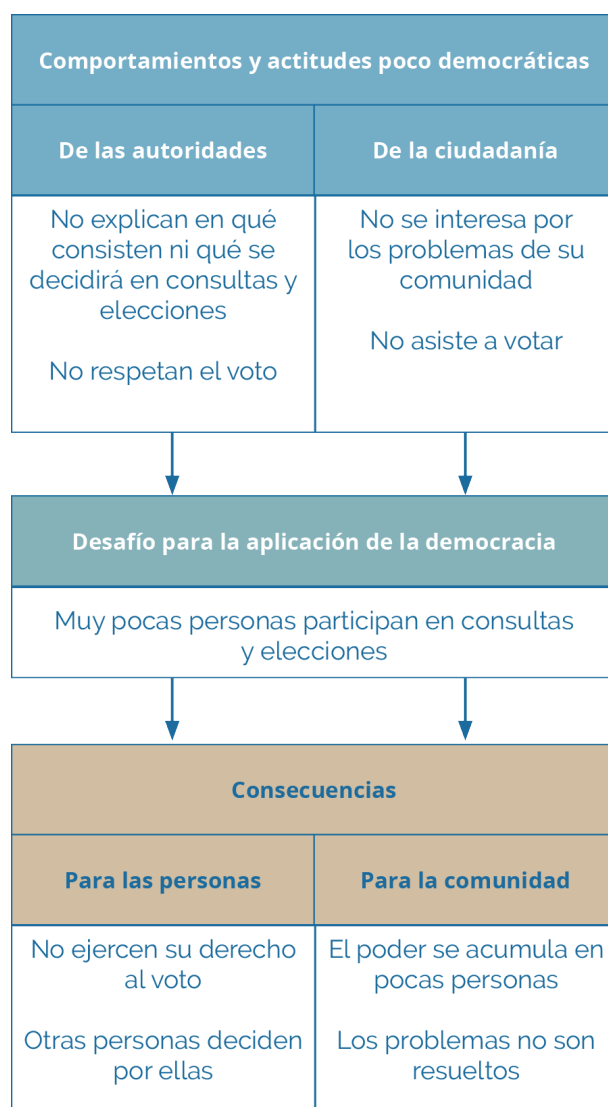 Comportamientos y actitudes poco democráticas
De las autoridades
De la ciudadanía
No explican en qué
consisten ni qué se
decidirá en consultas y
elecciones
No respetan el voto
No se interesa por
los problemas de su
comunidad
No asiste a votar
Desafío para la aplicación de la democracia
Muy pocas personas participan en consultas
y elecciones
Consecuencias
Para las personas
Para la comunidad
No ejercen su derecho
al voto
Otras personas deciden
por ellas
El poder se acumula en
pocas personas
Los problemas no son
resueltos